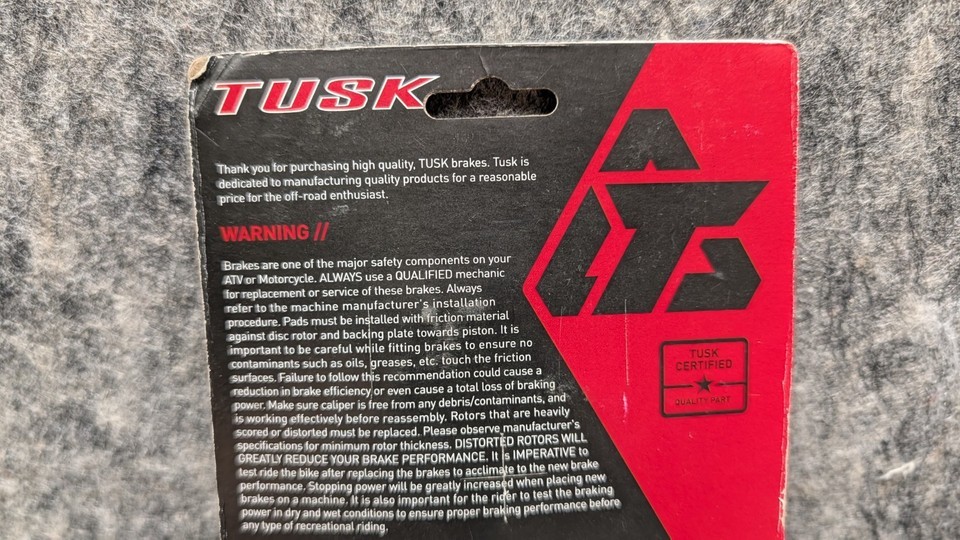 TUSK
Thank you for purchasing high quality, TUSK brakes. Tusk is
dedicated to manufacturing quality products for a reasonable
price for the off-road enthusiast.
WARNING //
Brakes are one of the major safety components on your
ATV or Motorcycle. ALWAYS use a QUALIFIED mechanic
for replacement or service of these brakes. Always
refer to the machine manufacturer's installation
procedure. Pads must be installed with friction material
against disc rotor and backing plate towards piston. It is
important to be careful while fitting brakes to ensure no
contaminants such as oils, greases, etc. touch the friction
surfaces. Failure to follow this recommendation could cause a
reduction in brake efficiency or even cause a total loss of braking
power. Make sure caliper is free from any debris/contaminants, and
is working effectively before reassembly. Rotors that are heavily
scored or distorted must be replaced. Please observe manufacturer's
specifications for minimum rotor thickness. DISTORTED ROTORS WILL
GREATLY REDUCE YOUR BRAKE PERFORMANCE. It is IMPERATIVE to
test ride the bike after replacing the brakes to acclimate to the new brake
performance. Stopping power will be greatly increased when placing new
brakes on a machine. It is also important for the rider to test the braking
power in dry and wet conditions to ensure proper braking performance before
any type of recreational riding.
TUSK
CERTIFIED
QUALITY PART